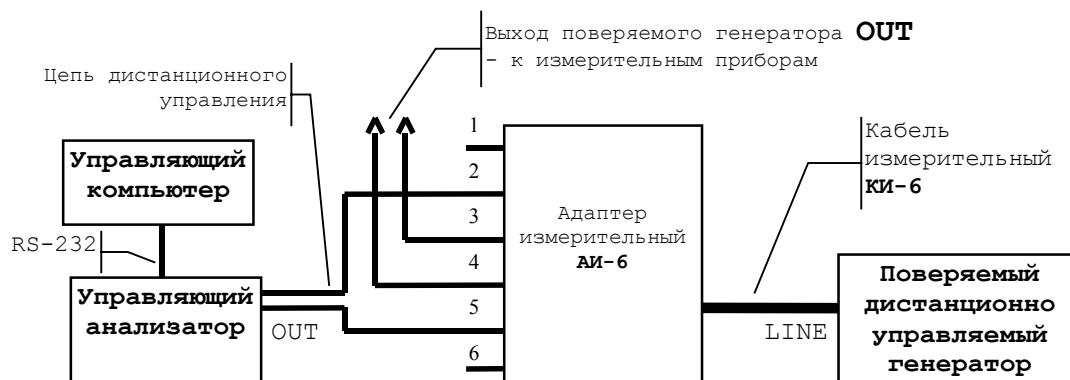 Выход поверяемого генератора OUT
- к измерительным приборам
Цепь дистанционного
управления
Управляющий
компьютер
RS-232
Управляющий
анализатор
OUT
1
2
3
4
5
6
Адаптер
измерительный
АИ-6
Кабель
измерительный
КИ-6
LINE
Поверяемый
дистанционно
управляемый
генератор